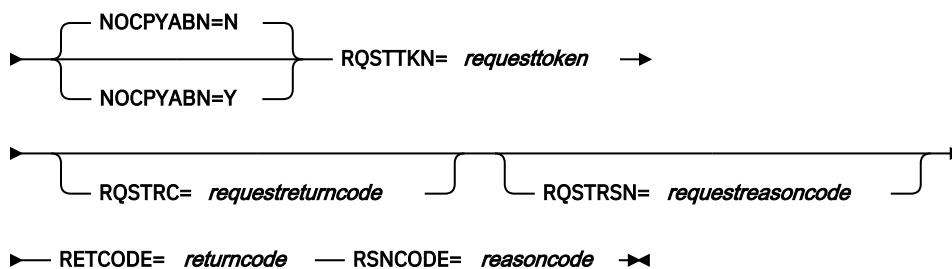 NOCPYABN=N
RQSTTKN= requesttoken
NOCPYABN=Y
RQSTRC= requestreturncode RQSTRSN= requestreasoncode
RETCODE= returncode RSNCODE= reasoncode